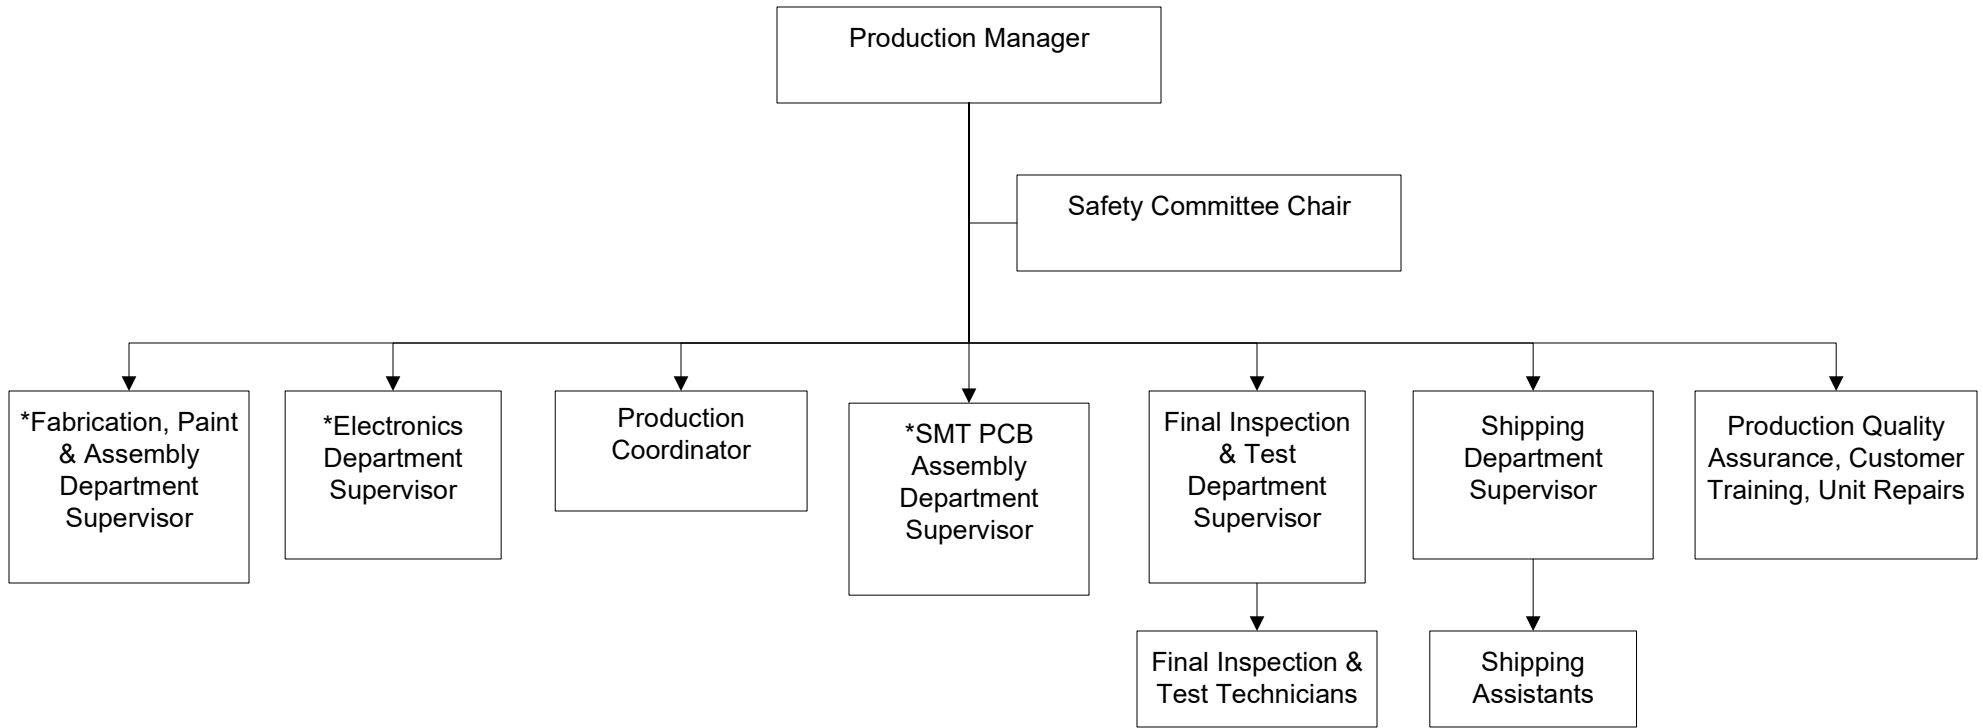 Production Manager
Safety Committee Chair
*Fabrication, Paint
& Assembly
Department
Supervisor
*Electronics
Department
Supervisor
Production
Coordinator
*SMT PCB
Assembly
Department
Supervisor
Final Inspection
& Test
Department
Supervisor
Shipping
Department
Supervisor
Production Quality
Assurance, Customer
Training, Unit Repairs
Final Inspection &
Test Technicians
Shipping
Assistants